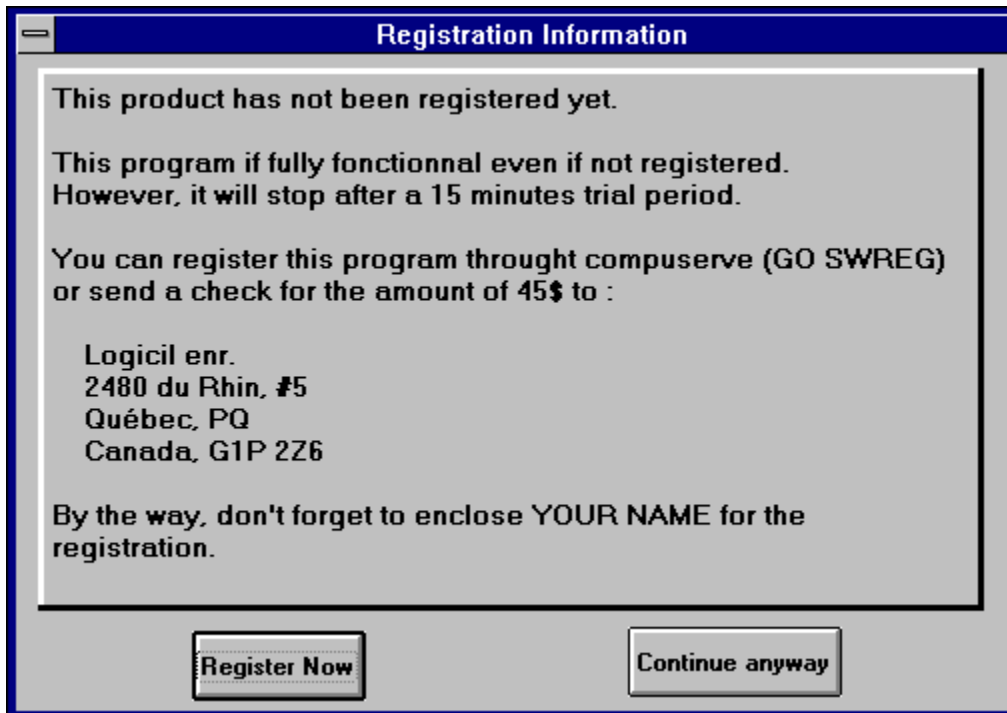 Registration Information
This product has not been registered yet.
This program if fully fonctionnal even if not registered.
However, it will stop after a 15 minutes trial period.
You can register this program throught compuserve (GO SWREG)
or send a check for the amount of 45$ to :
Logicil enr.
2480 du Rhin, #5
Québec, PQ
Canada, G1P 2Z6
By the way, don't forget to enclose YOUR NAME for the
registration.
Register Now
Continue anyway